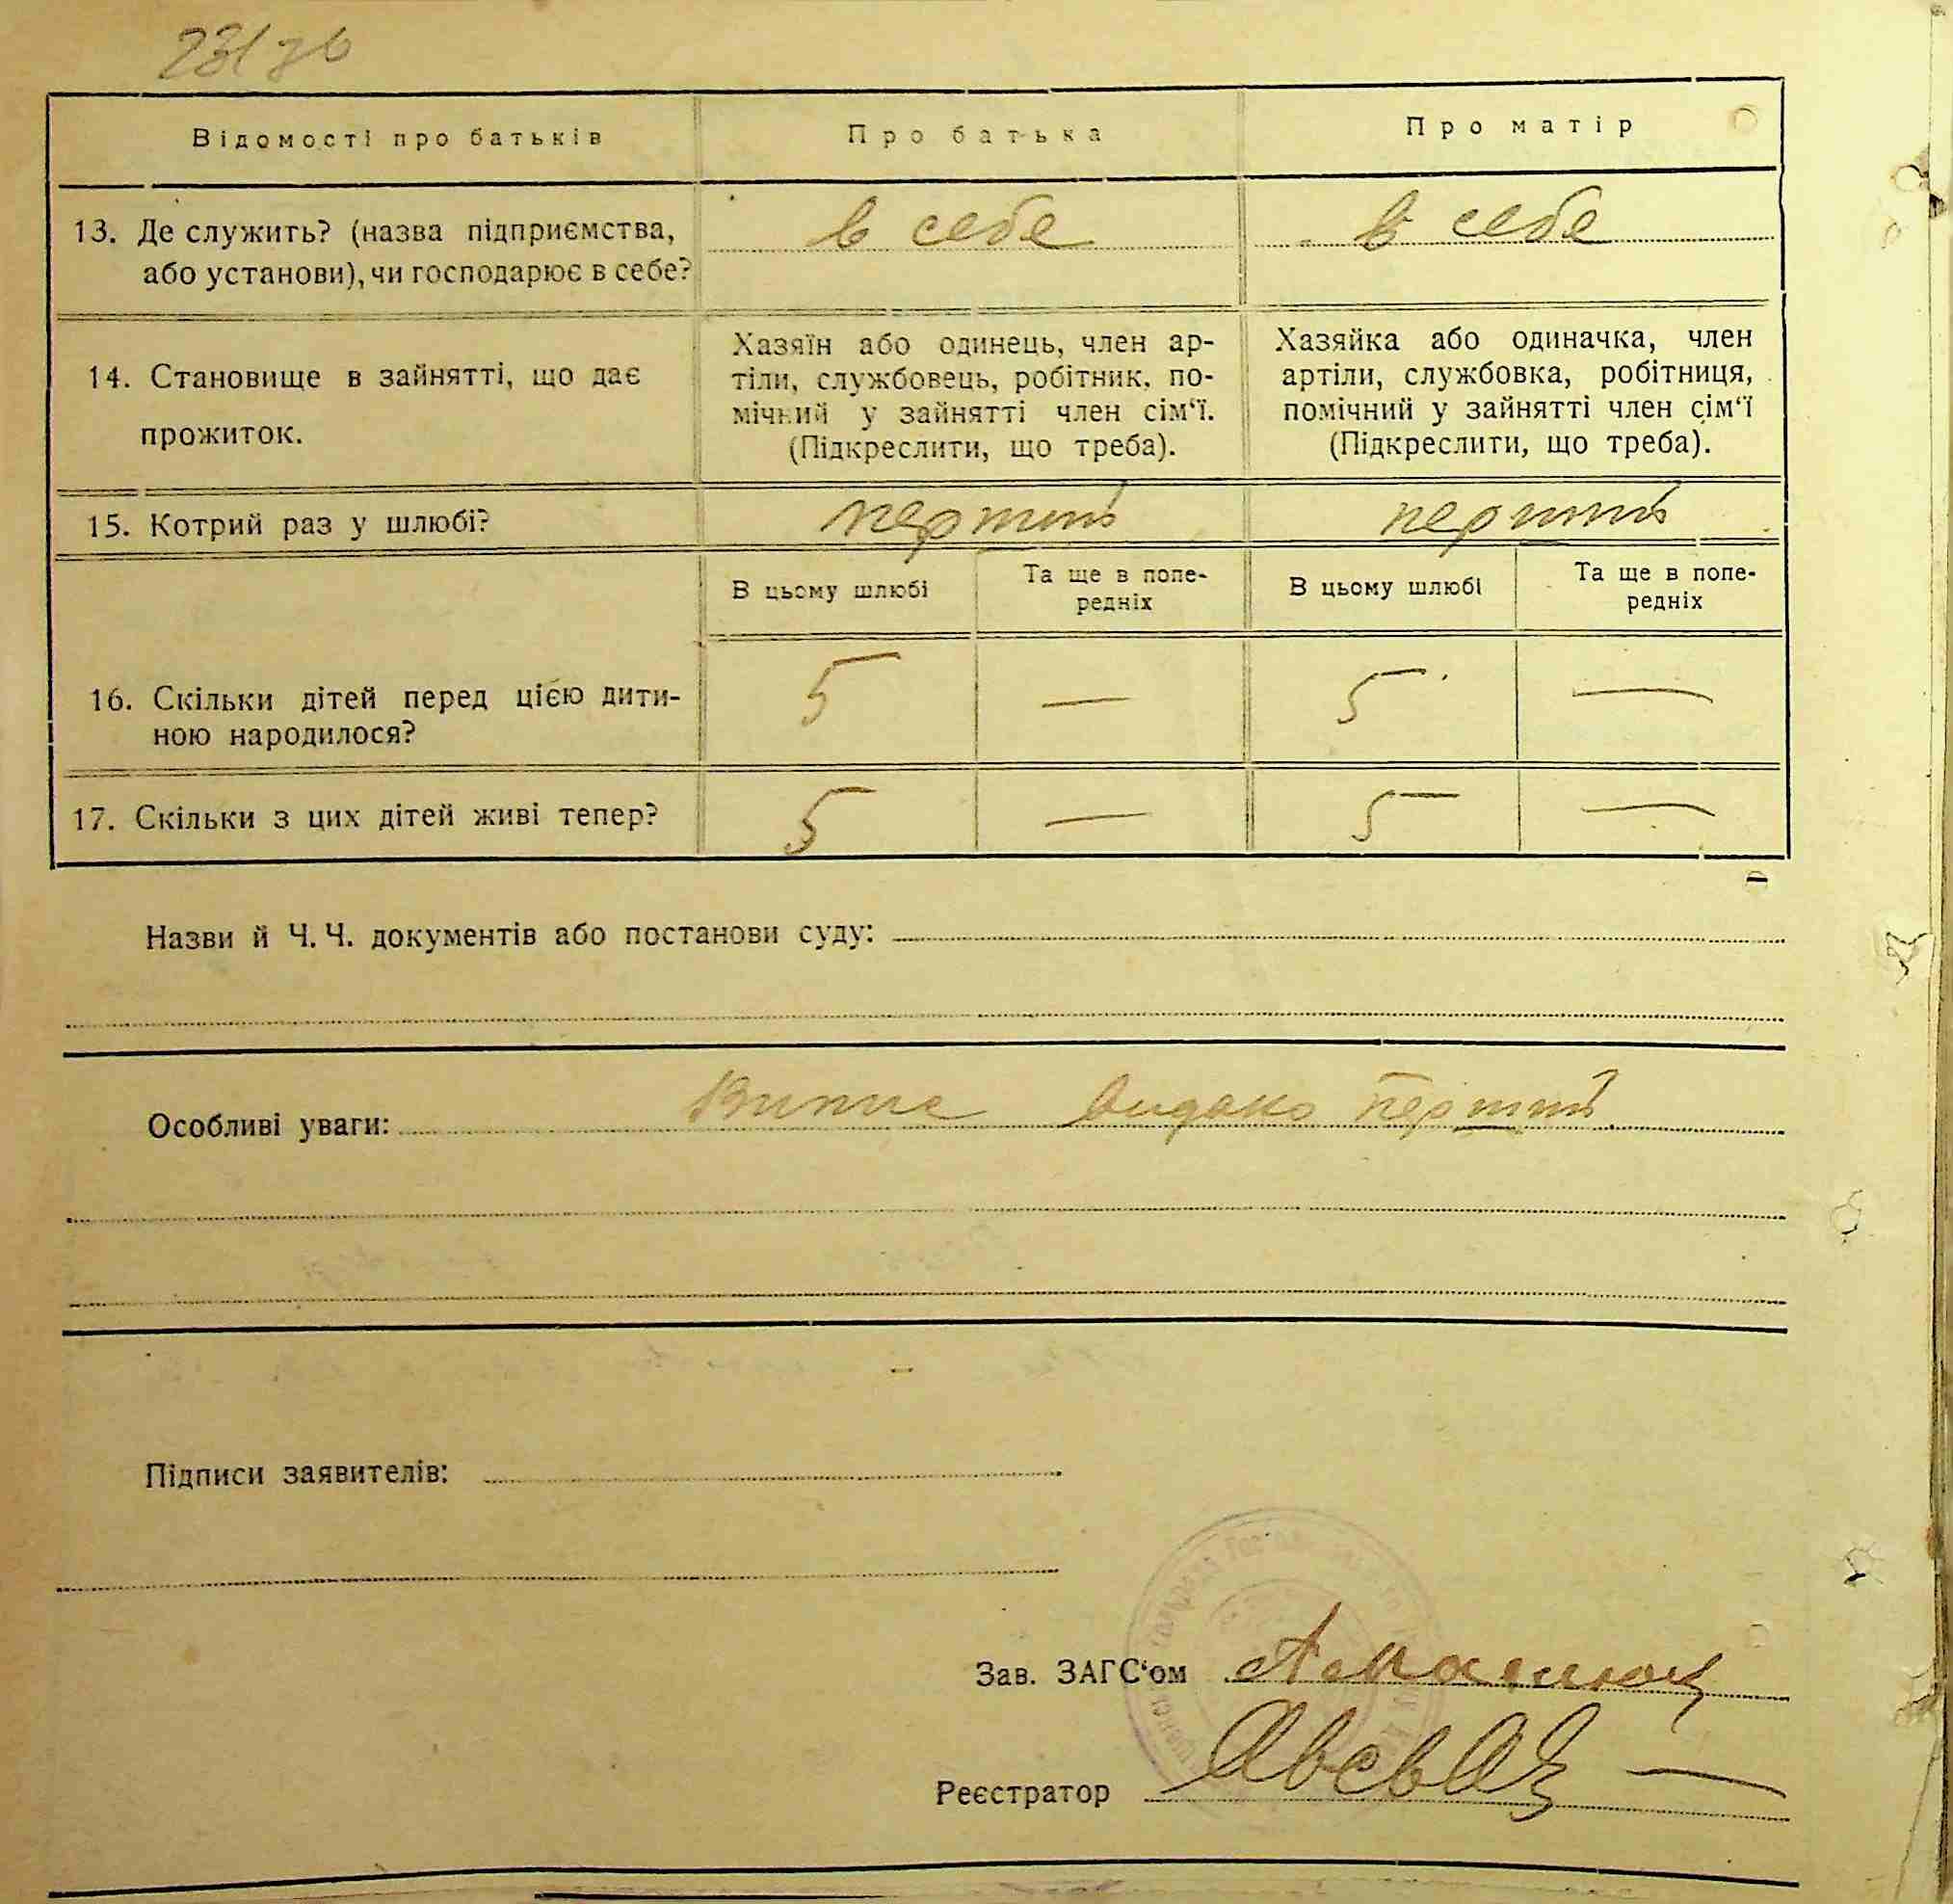 Відомості про батьків
Про батька
Про матір
13. Де служить? (назва підприємства,
або установи), чи господарює в себе?
в себе
в себе
14. Становище в зайнятті, що дає
прожиток.
Хазяїн або одинець, член ар-
тіли, службовець, робітник, по-
мічний у зайнятті член сім‘ї.
(Підкреслити, що треба).
Хазяйка або одиначка, член
артіли, службовка, робітниця,
помічний у зайнятті член сім‘ї
(Підкреслити, що треба).
15. Котрий раз у шлюбі?
перший
перший
В цьому шлюбі
Та ще в попе-
редніх
В цьому шлюбі
Та ще в попе-
редніх
16. Скільки дітей перед цією дити-
ною народилося?
5 — 5 —
17. Скільки з цих дітей живі тепер?
5 — 5 —
Назви й Ч. Ч. документів або постанови суду:
Особливі уваги: видано перший
Підписи заявителів:
Зав. ЗАГС‘ом
Реєстратор